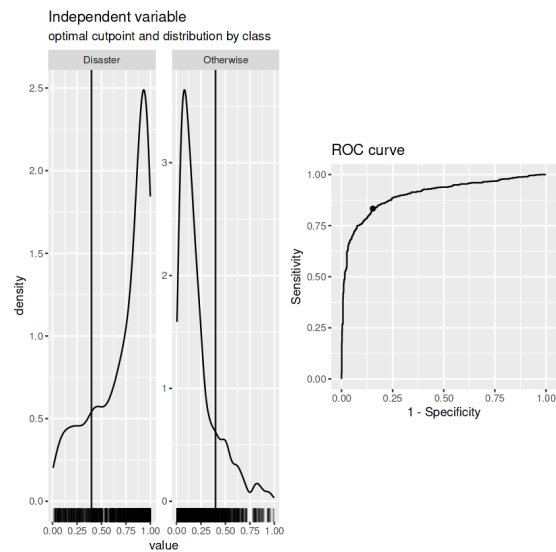 Independent variable
optimal cutpoint and distribution by class
Disaster
Otherwise
density
2.5
2.0
1.5
1.0
0.5
0.0
3
2
1
0
0.00 0.25 0.50 0.75 1.00
0.00 0.25 0.50 0.75 1.00
value
ROC curve
Sensitivity
1.00
0.75
0.50
0.25
0.00
0.00 0.25 0.50 0.75 1.00
1 - Specificity